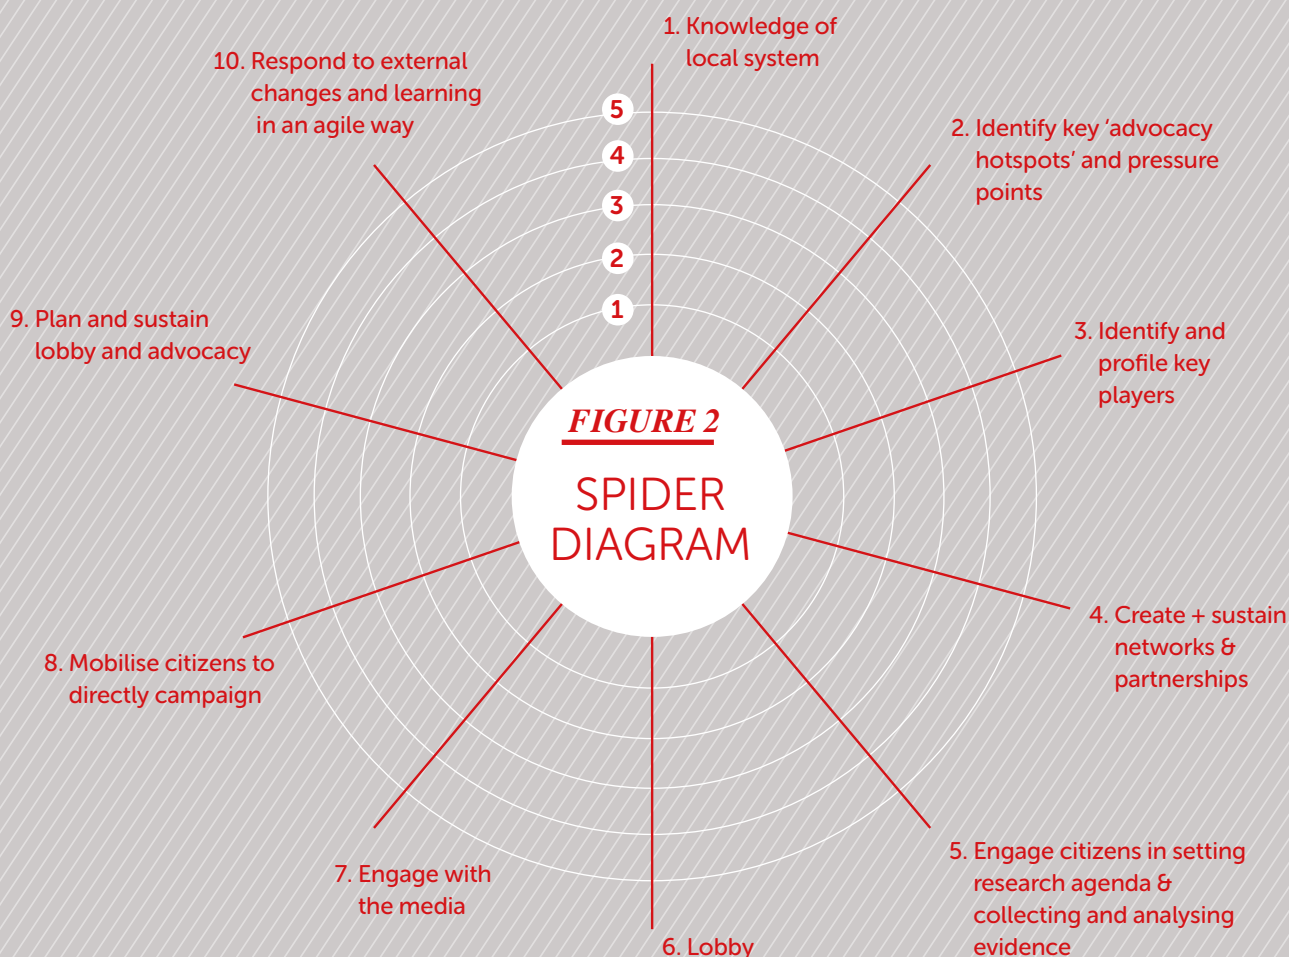 1. Knowledge of
local system
10. Respond to external
changes and learning
in an agile way
5
4
3
2
1
2. Identify key ‘advocacy
hotspots’ and pressure
points
3. Identify and
profile key
players
9. Plan and sustain
lobby and advocacy
FIGURE 2
SPIDER
DIAGRAM
4. Create + sustain
networks &
partnerships
8. Mobilise citizens to
directly campaign
5. Engage citizens in setting
research agenda &
collecting and analysing
evidence
7. Engage with
the media
6. Lobby